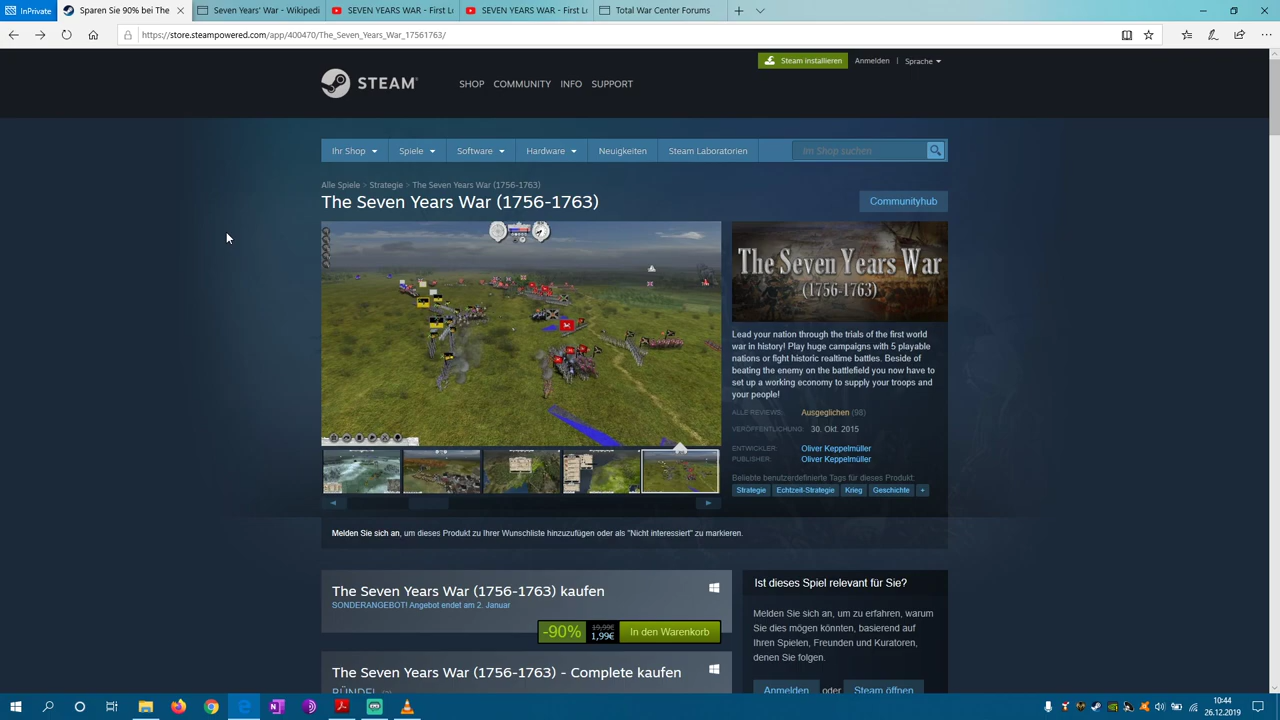 InPrivate
Sparen Sie 90% bei The
Seven Years' War - Wikipedi
SEVEN YEARS WAR - First Lo
SEVEN YEARS WAR - First Lo
Total War Center Forums
https://store.steampowered.com/app/400470/The_Seven_Years_War_17561763/
Steam installieren
Anmelden | Sprache
STEAM
SHOP COMMUNITY INFO SUPPORT
Ihr Shop Spiele Software Hardware Neuigkeiten Steam Laboratorien Im Shop suchen
Alle Spiele > Strategie > The Seven Years War (1756-1763)
The Seven Years War (1756-1763)
Communityhub
The Seven Years War
(1756-1763)
Lead your nation through the trials of the first world
war in history! Play huge campaigns with 5 playable
nations or fight historic realtime battles. Beside of
beating the enemy on the battlefield you now have to
set up a working economy to supply your troops and
your people!
ALLE REVIEWS: Ausgeglichen (98)
VERÖFFENTLICHUNG: 30. Okt. 2015
ENTWICKLER: Oliver Keppelmüller
PUBLISHER: Oliver Keppelmüller
Beliebte benutzerdefinierte Tags für dieses Produkt:
Strategie Echtzeit-Strategie Krieg Geschichte +
Melden Sie sich an, um dieses Produkt zu Ihrer Wunschliste hinzuzufügen oder als "Nicht interessiert" zu markieren.
The Seven Years War (1756-1763) kaufen
SONDERANGEBOT! Angebot endet am 2. Januar
-90% 19,99€ 1,99€ In den Warenkorb
The Seven Years War (1756-1763) - Complete kaufen
BÜNDEL (?)
Ist dieses Spiel relevant für Sie?
Melden Sie sich an, um zu erfahren, warum
Sie dies mögen könnten, basierend auf
Ihren Spielen, Freunden und Kuratoren,
denen Sie folgen.
Anmelden oder Steam öffnen
10:44
26.12.2019